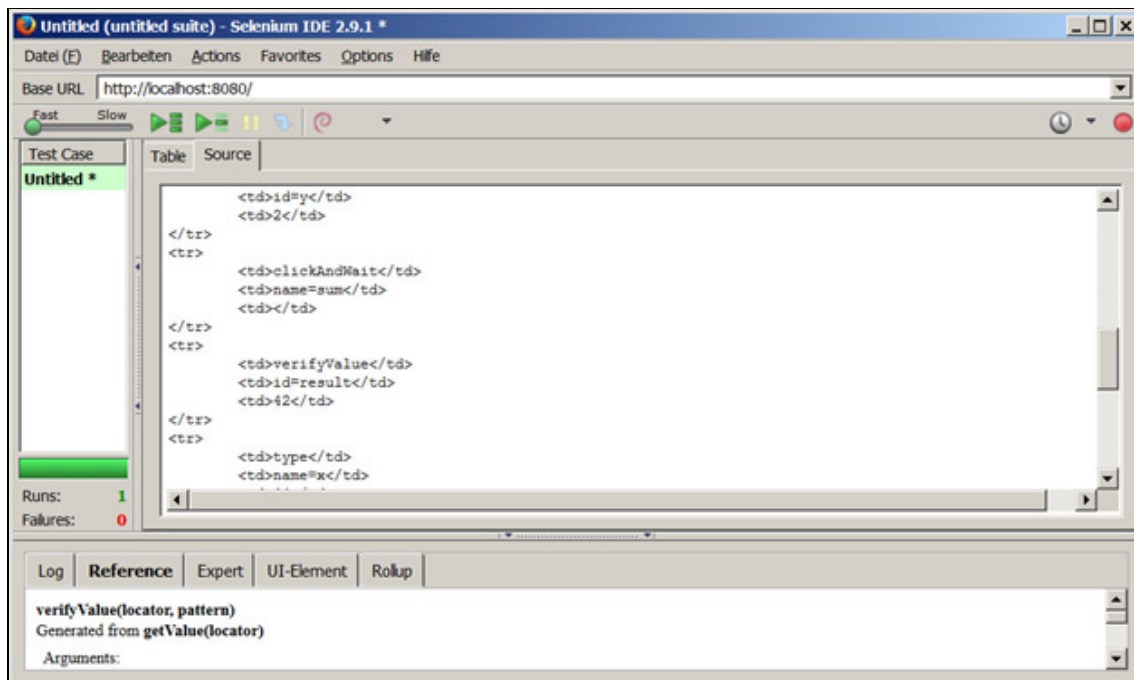 Untitled (untitled suite) - Selenium IDE 2.9.1 *
Datei (F) Bearbeiten Actions Favorites Options Hilfe
Base URL http://localhost:8080/
Fast Slow
Test Case
Table Source
Untitled *
<td>id=y</td>
<td>2</td>
</tr>
<tr>
<td>clickAndWait</td>
<td>name=sum</td>
<td></td>
</tr>
<tr>
<td>verifyValue</td>
<td>id=result</td>
<td>42</td>
</tr>
<tr>
<td>type</td>
<td>name=x</td>
Runs: 1
Failures: 0
Log Reference Expert UI-Element Rollup
verifyValue(locator, pattern)
Generated from getValue(locator)
Arguments: